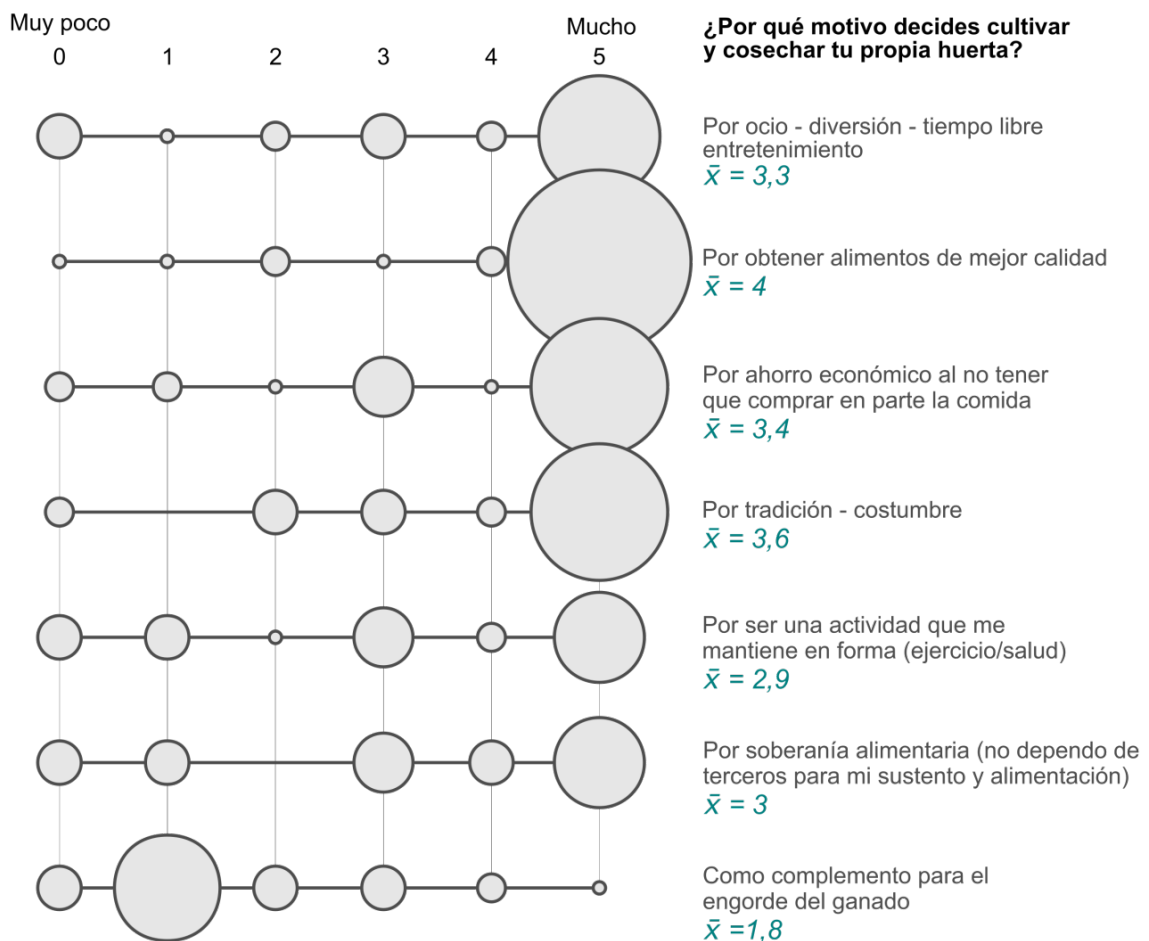 Muy poco
Mucho
0 1 2 3 4 5
¿Por qué motivo decides cultivar
y cosechar tu propia huerta?
Por ocio - diversión - tiempo libre
entretenimiento
x̄ = 3,3
Por obtener alimentos de mejor calidad
x̄ = 4
Por ahorro económico al no tener
que comprar en parte la comida
x̄ = 3,4
Por tradición - costumbre
x̄ = 3,6
Por ser una actividad que me
mantiene en forma (ejercicio/salud)
x̄ = 2,9
Por soberanía alimentaria (no dependo de
terceros para mi sustento y alimentación)
x̄ = 3
Como complemento para el
engorde del ganado
x̄ =1,8